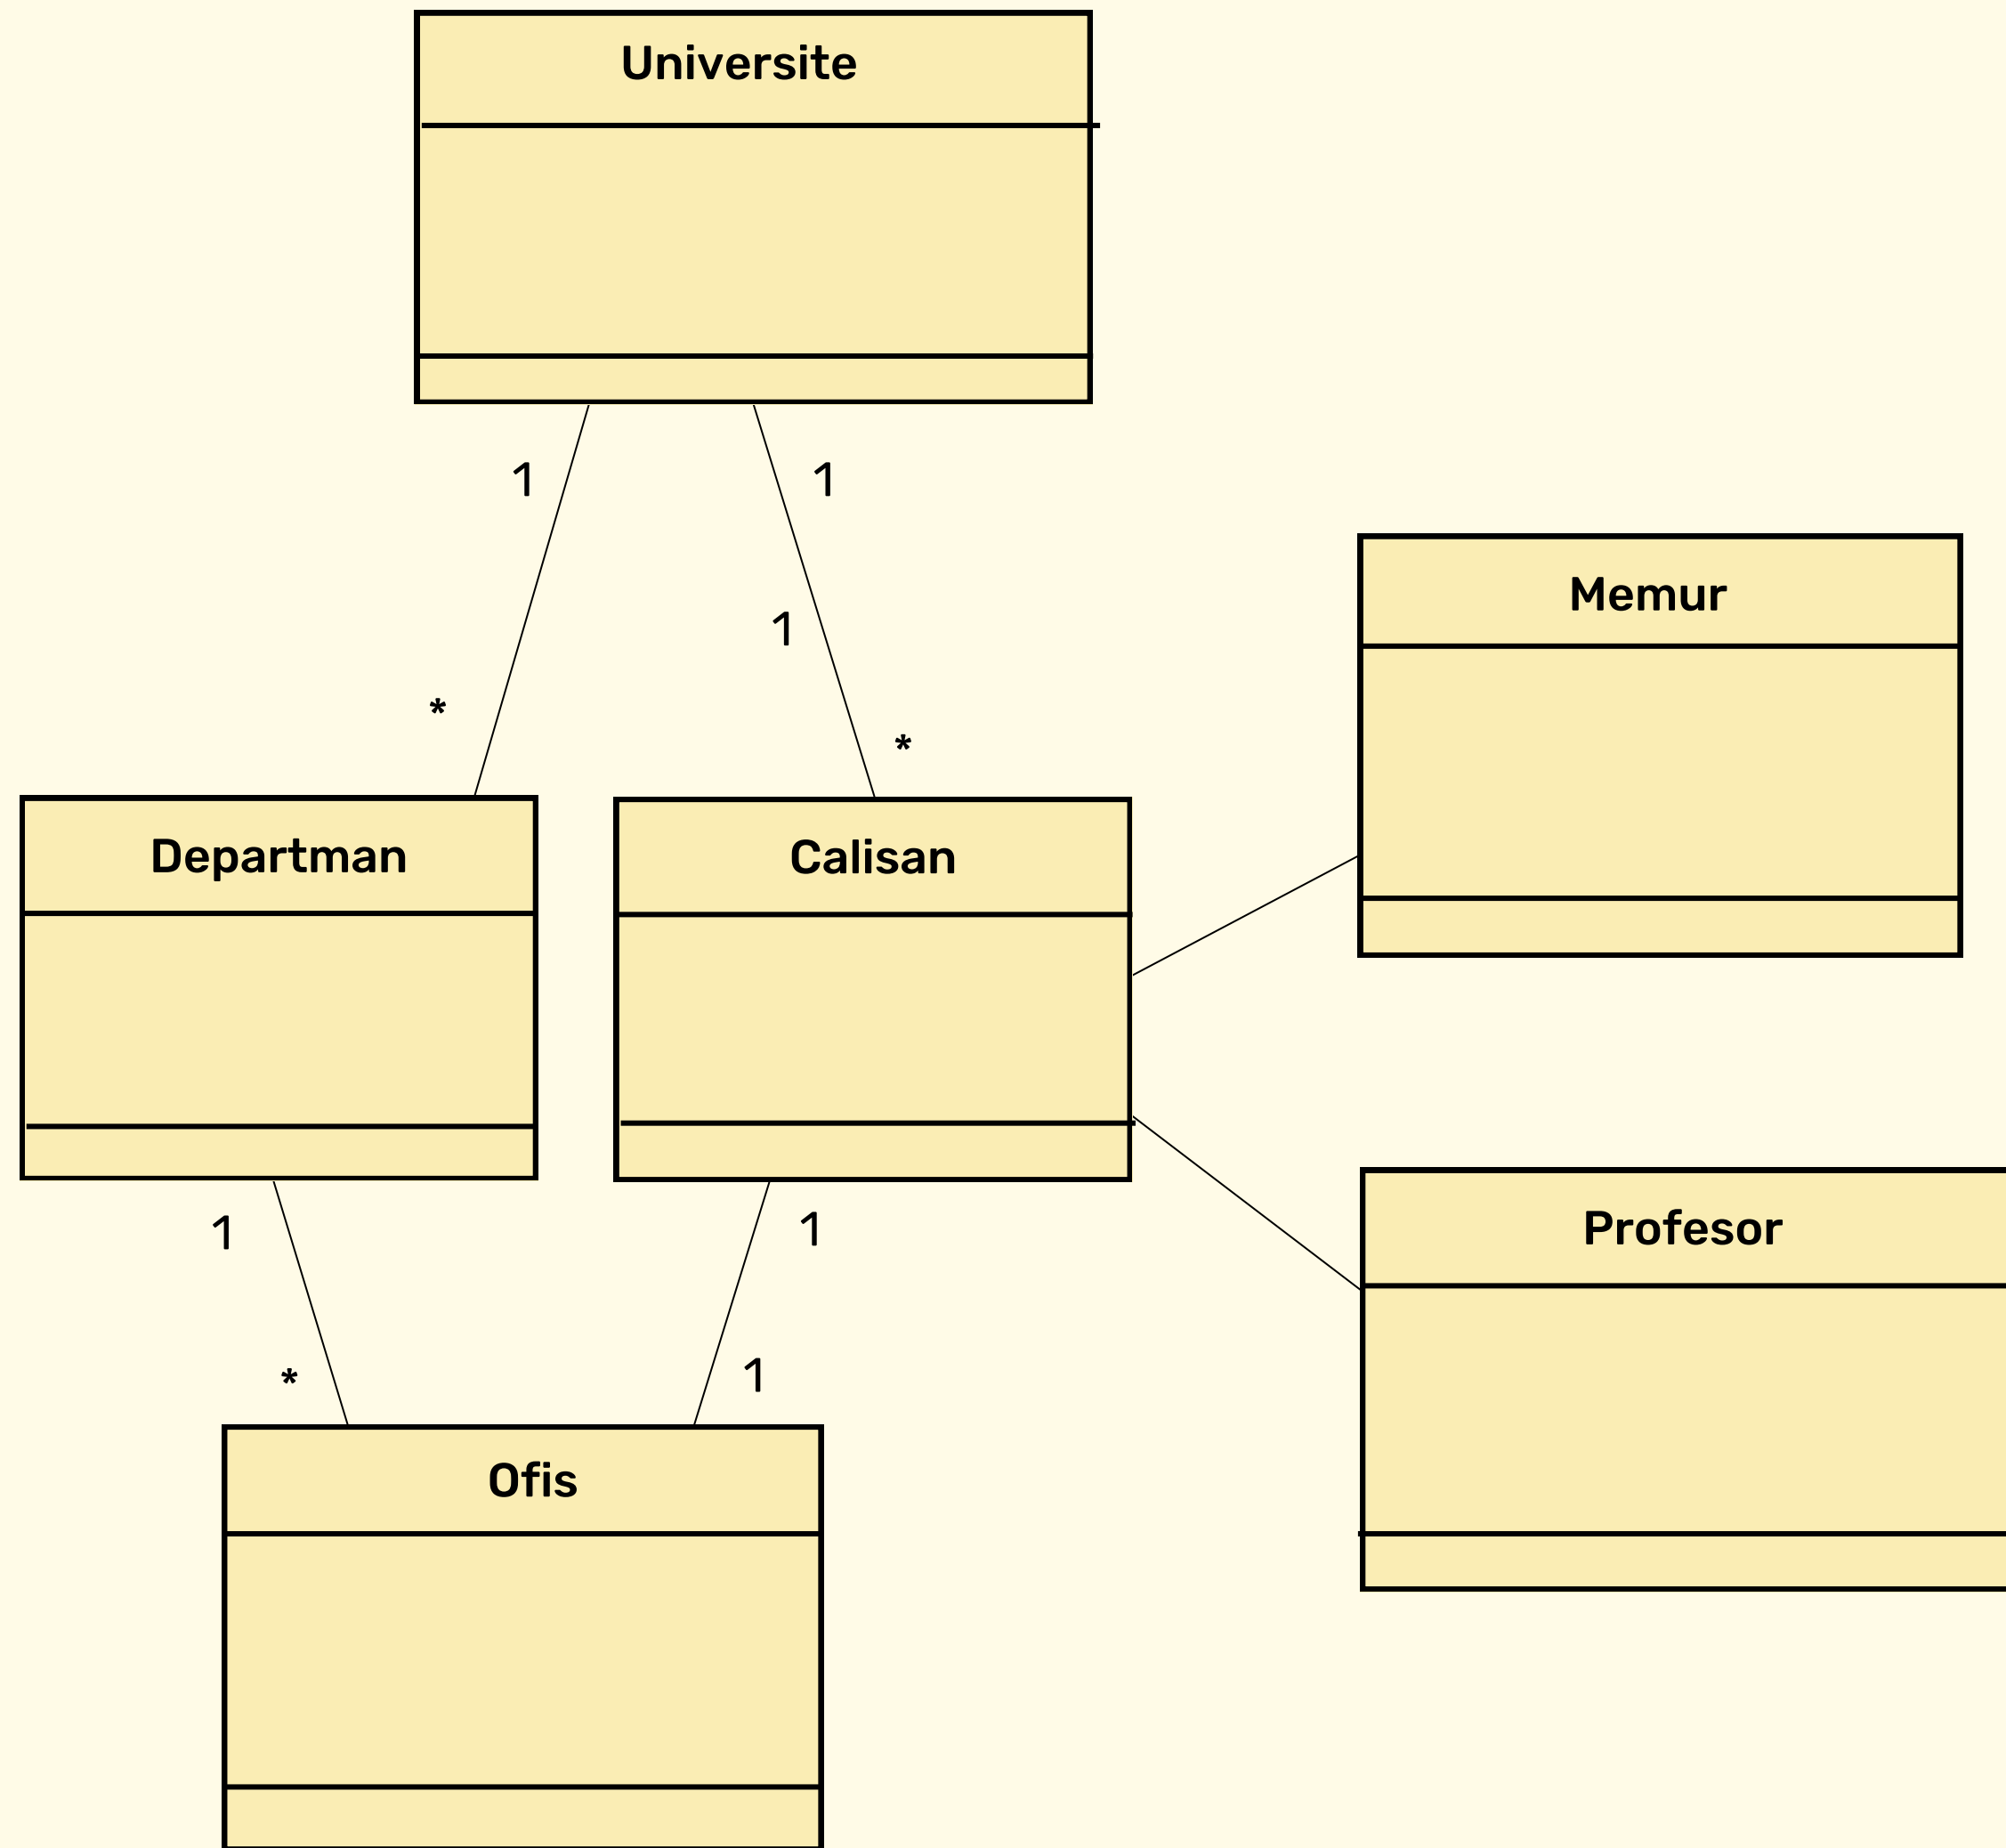 Universite
1
1
1
*
*
Memur
Departman
Calisan
1
1
Profesor
*
1
Ofis